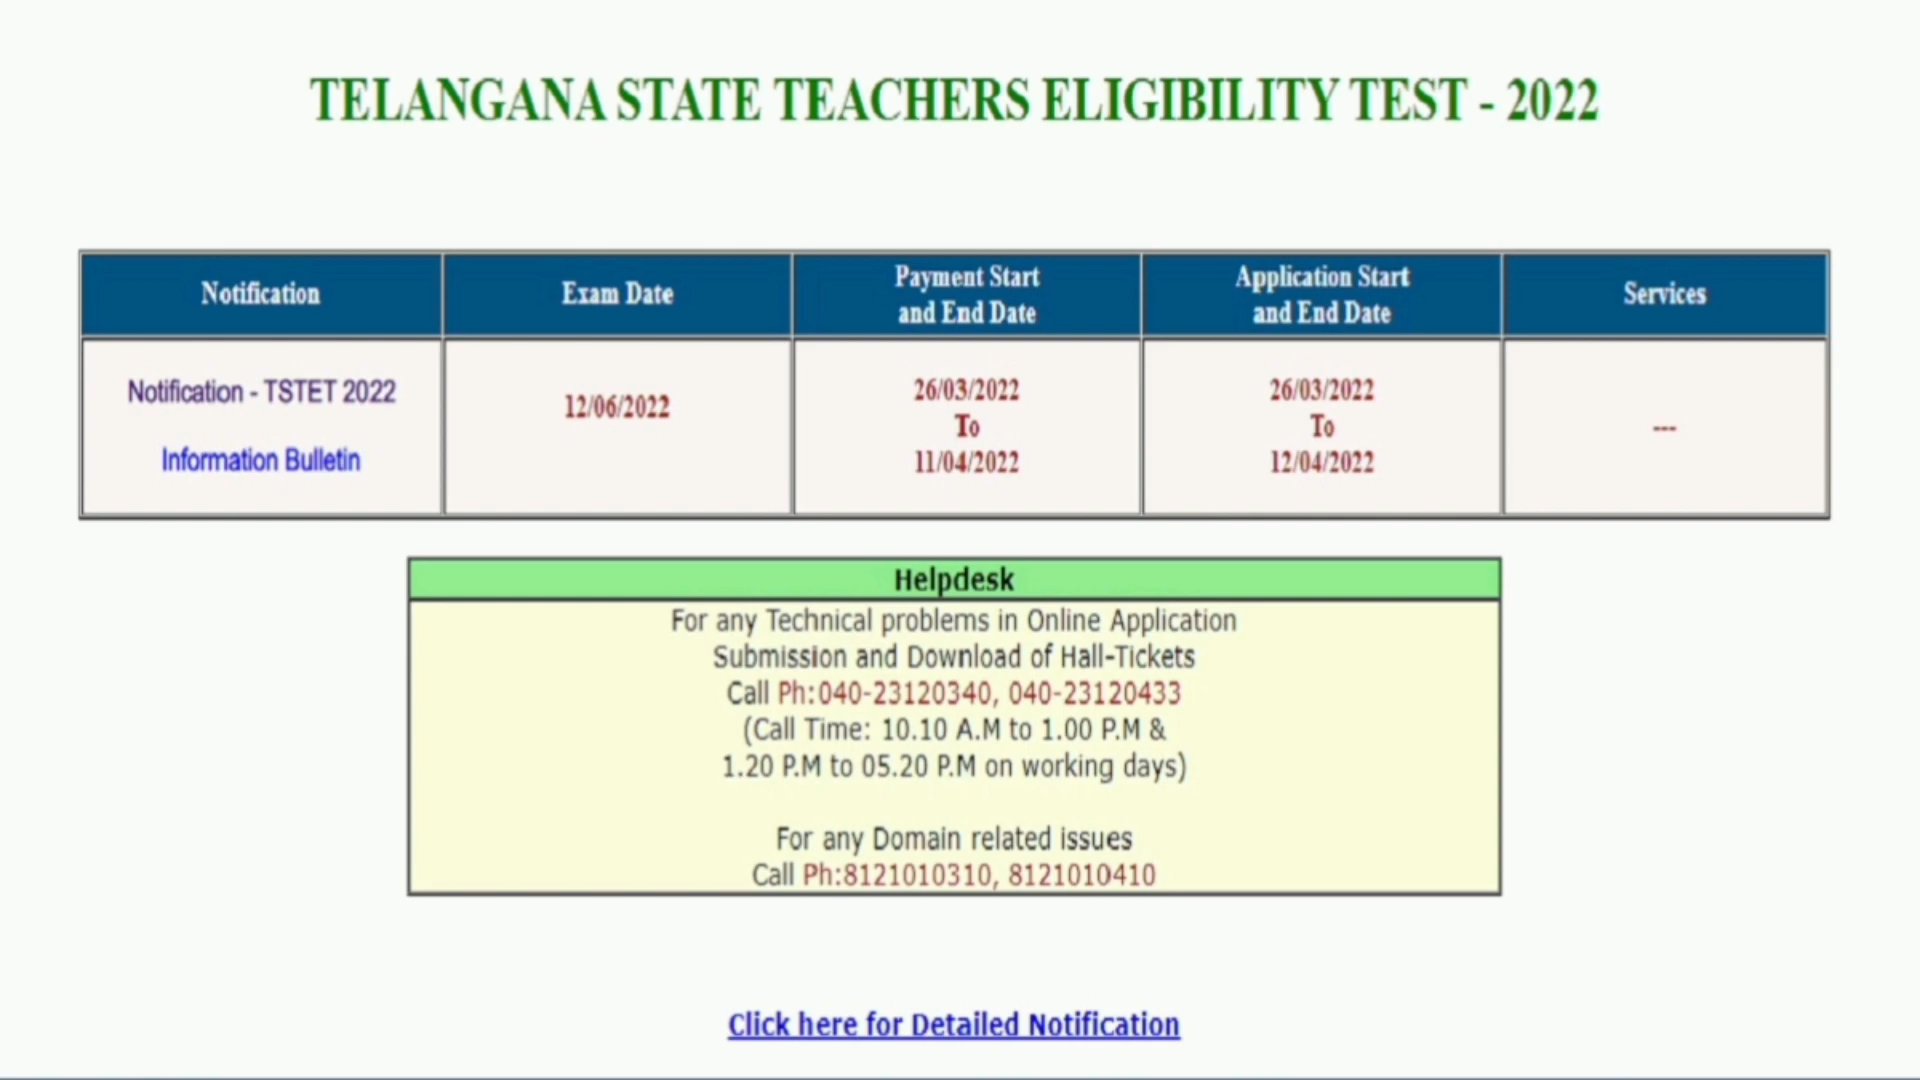 TELANGANA STATE TEACHERS ELIGIBILITY TEST - 2022
Notification
Exam Date
Payment Start
and End Date
Application Start
and End Date
Services
Notification - TSTET 2022
Information Bulletin
12/06/2022
26/03/2022
To
11/04/2022
26/03/2022
To
12/04/2022
---
Helpdesk
For any Technical problems in Online Application
Submission and Download of Hall-Tickets
Call Ph:040-23120340, 040-23120433
(Call Time: 10.10 A.M to 1.00 P.M &
1.20 P.M to 05.20 P.M on working days)
For any Domain related issues
Call Ph:8121010310, 8121010410
Click here for Detailed Notification